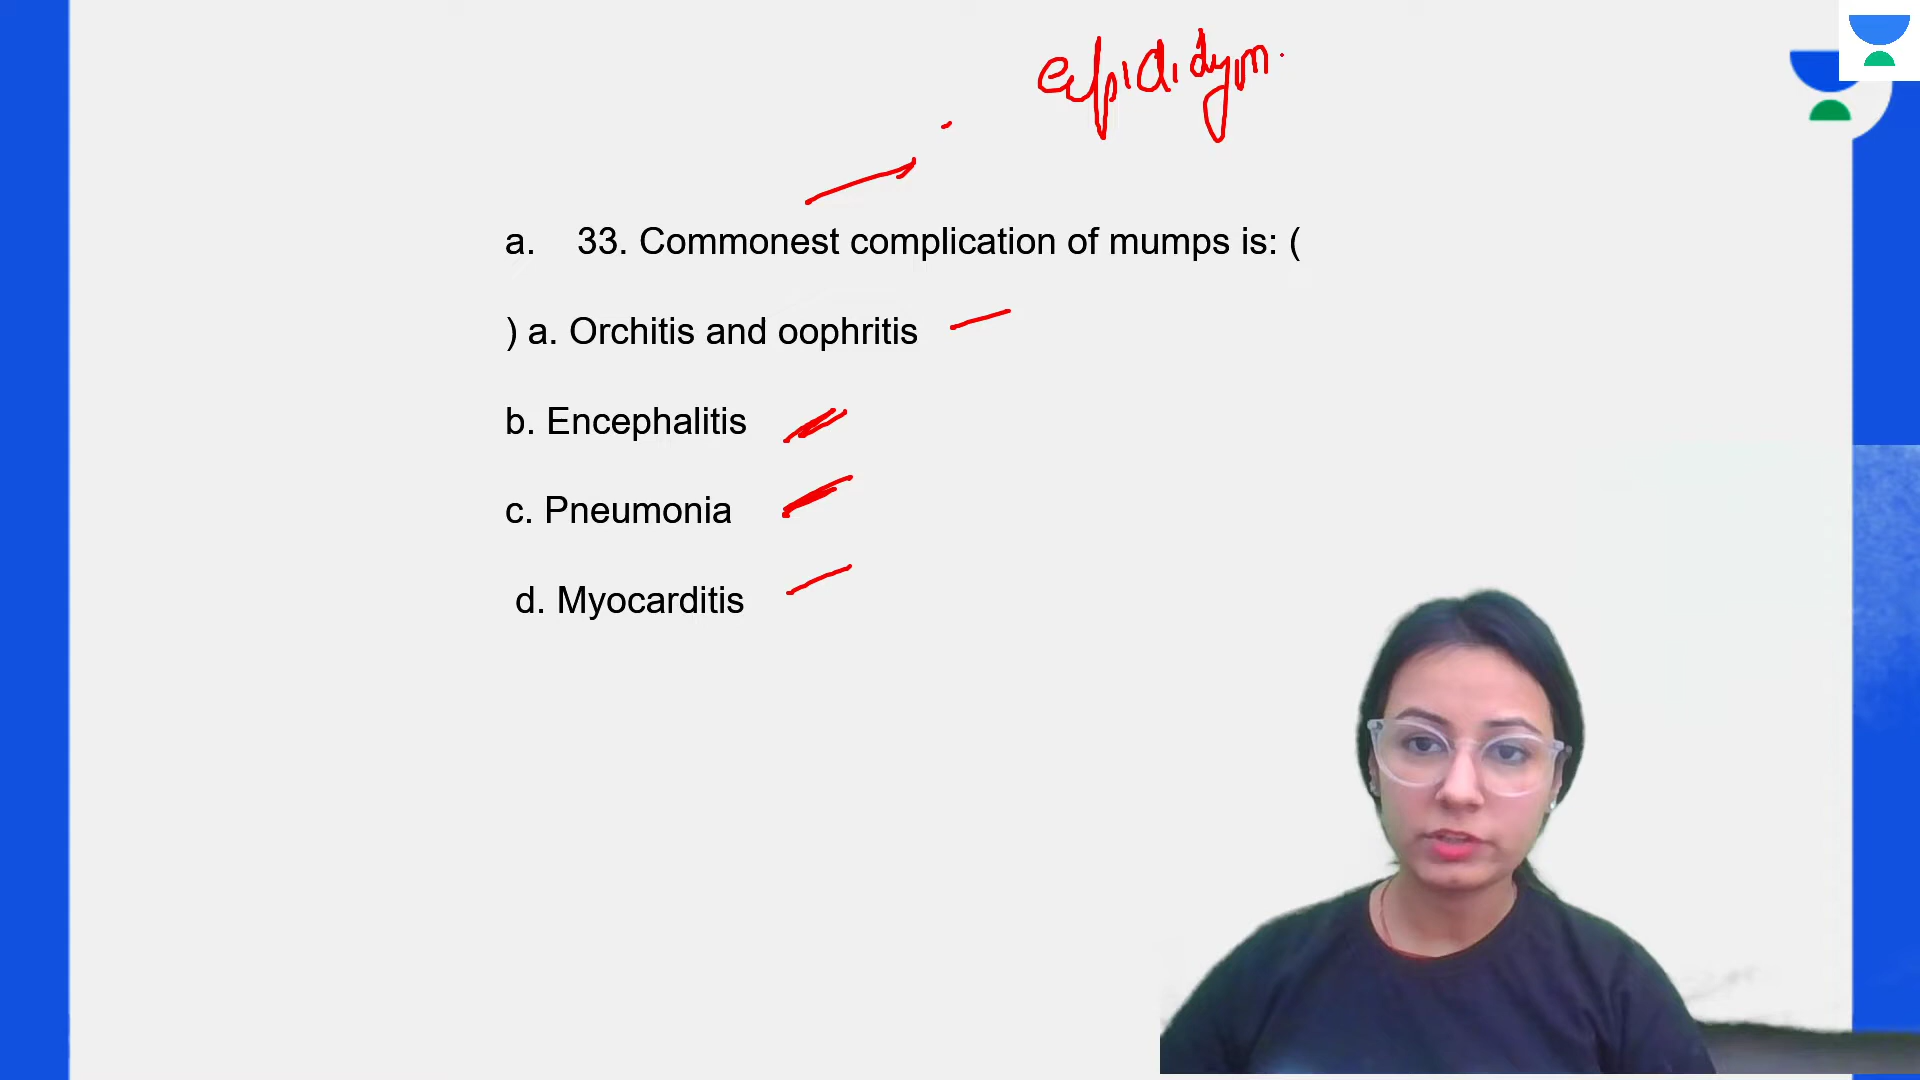 epididym.
a. 33. Commonest complication of mumps is: (
) a. Orchitis and oophritis
b. Encephalitis
c. Pneumonia
d. Myocarditis